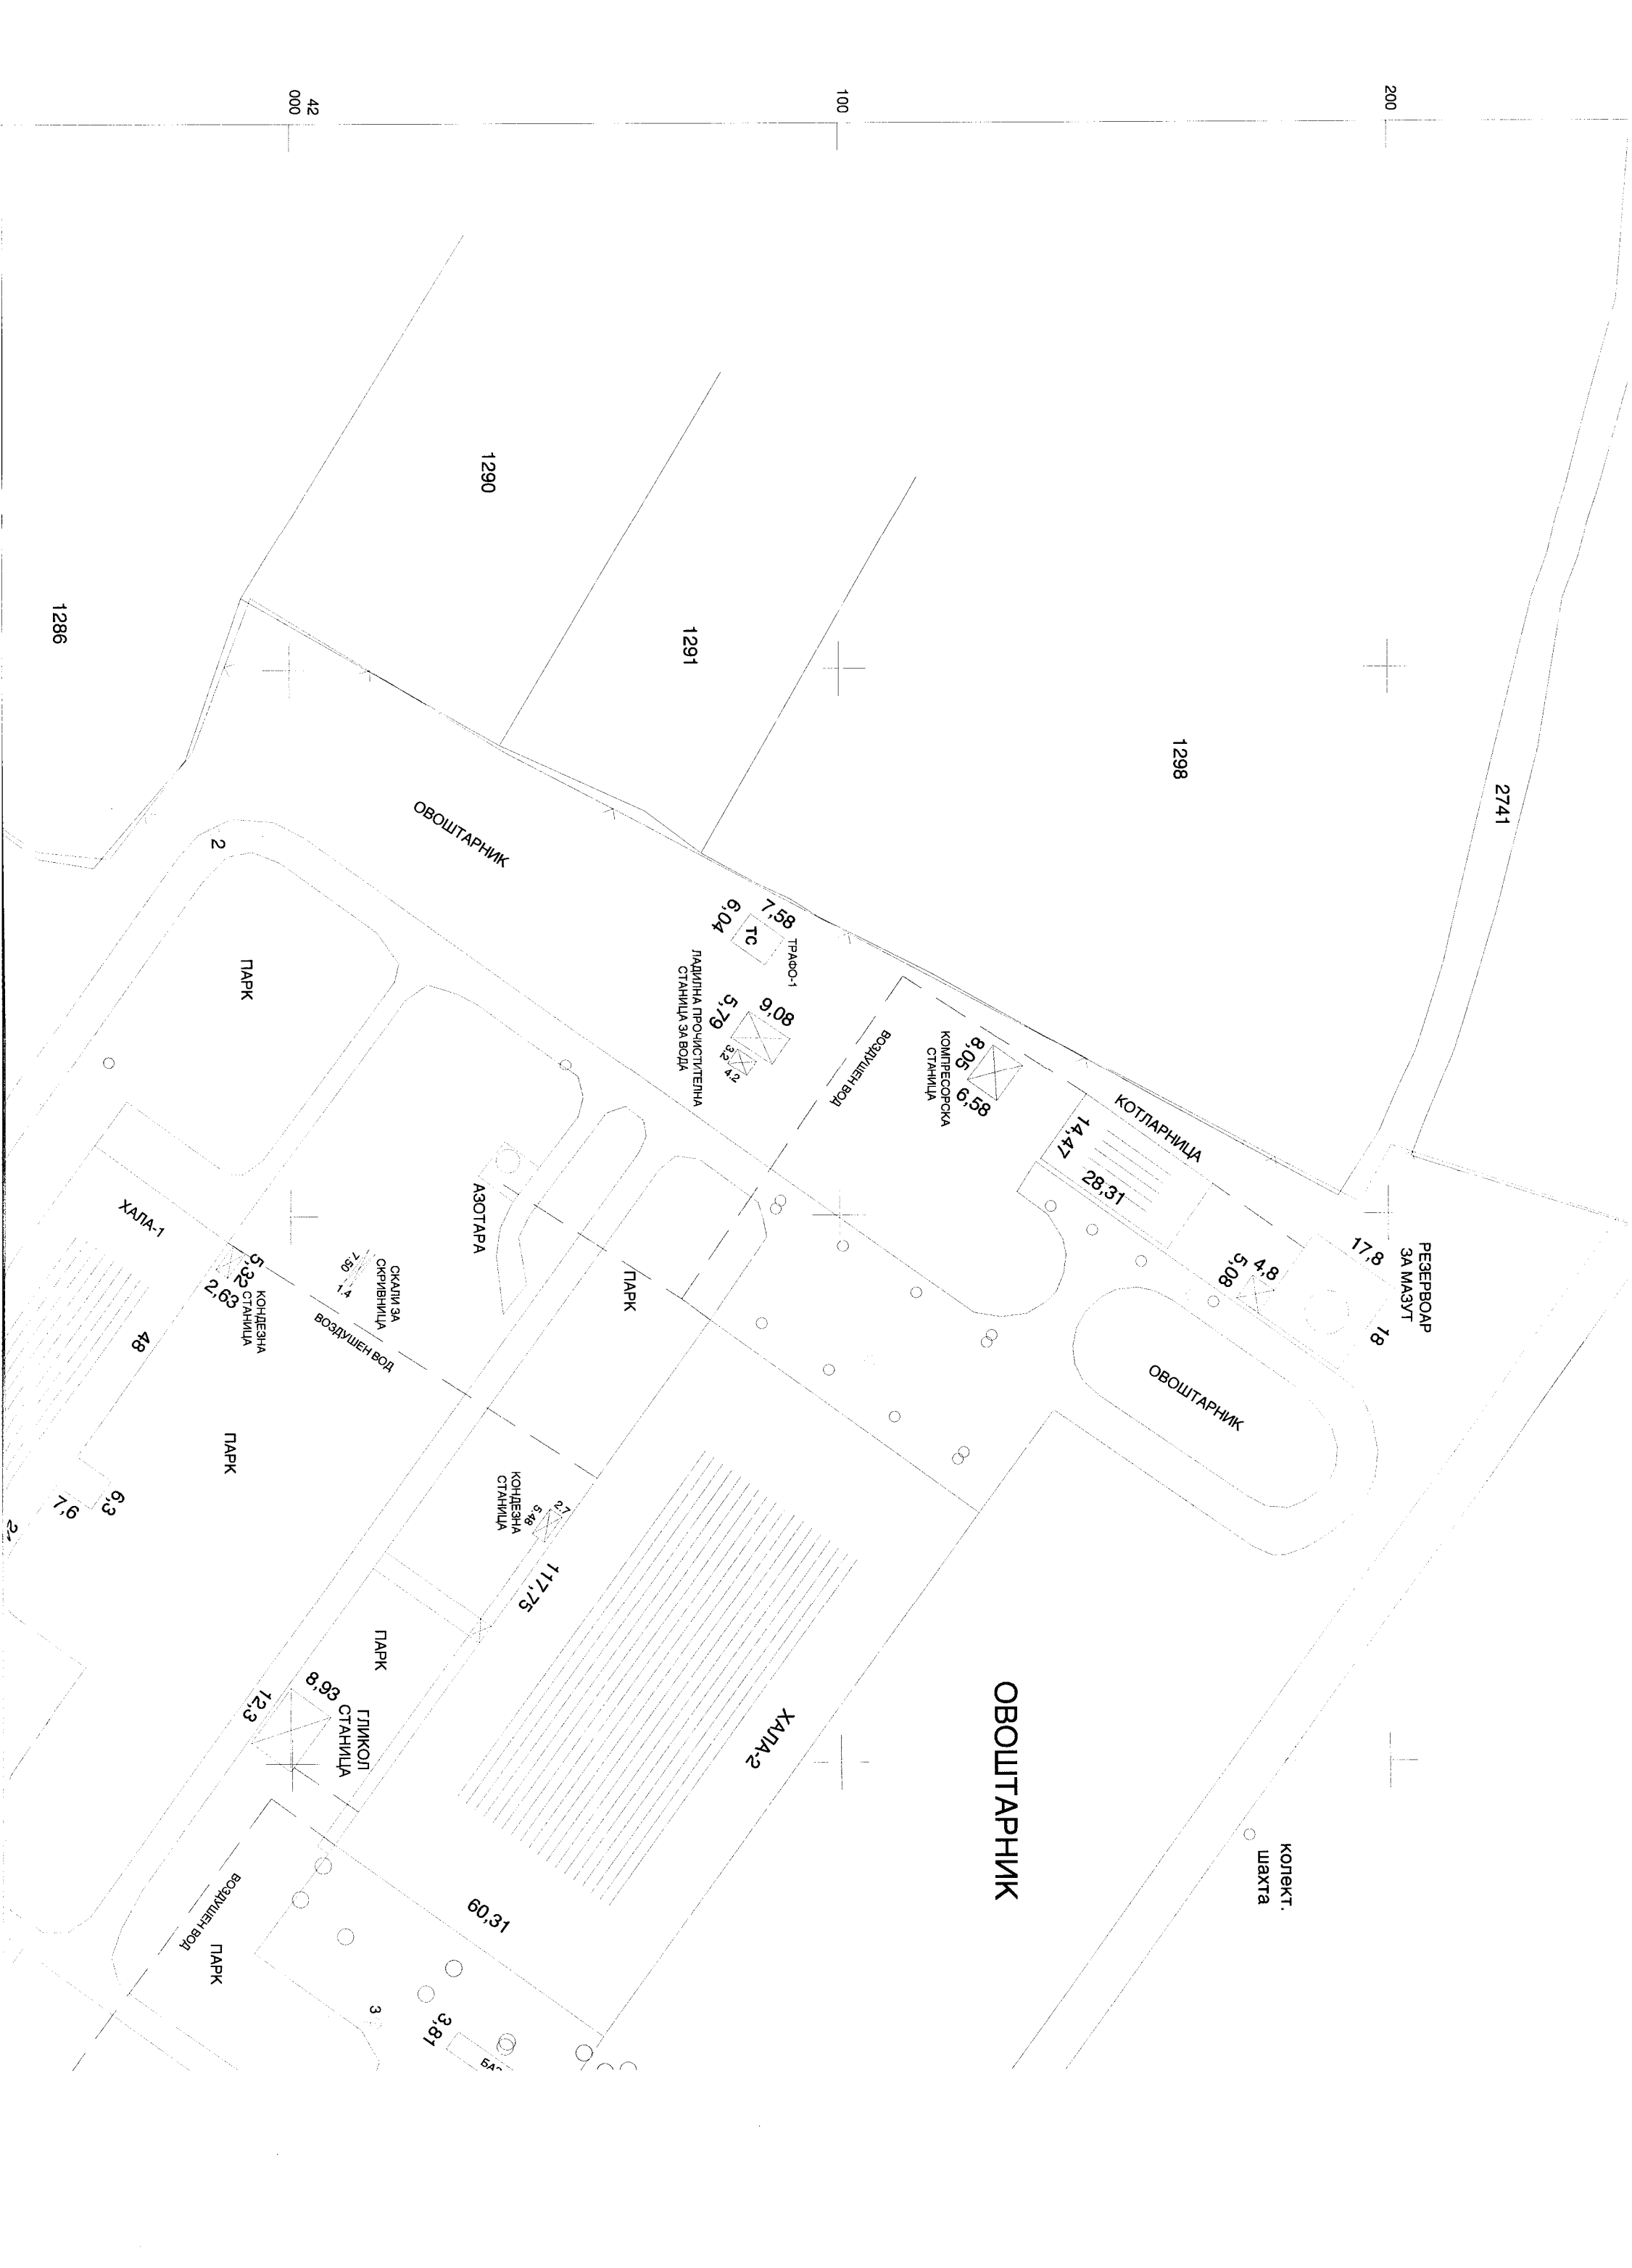 42
000
100
200
1290
1286
1291
1298
2741
ОВОШТАРНИК
2
ПАРК
7,58
6,04
ТС
ТРАФО-1
ЛАДИЛНА ПРОЧИСТИТЕЛНА
СТАНИЦА ЗА ВОДА
9,08
5,79
3.2
4.2
ВОЗДУШЕН ВОД
КОМПРЕСОРСКА
СТАНИЦА
8,05
6,58
КОТЛАРНИЦА
14,47
28,31
РЕЗЕРВОАР
ЗА МАЗУТ
17,8
18
4,8
5,08
ОВОШТАРНИК
АЗОТАРА
ПАРК
ХАЛА-1
5,32
2,63
КОНДЕЗНА
СТАНИЦА
СКАЛИ ЗА
СКРИВНИЦА
7.50
1.4
ВОЗДУШЕН ВОД
48
ПАРК
6,3
7,6
КОНДЕЗНА
СТАНИЦА
2.7
5.48
117,75
ПАРК
8,93
12,3
ГЛИКОЛ
СТАНИЦА
ХАЛА-2
ОВОШТАРНИК
колект.
шахта
60,31
ВОЗДУШЕН ВОД
ПАРК
3
3,81